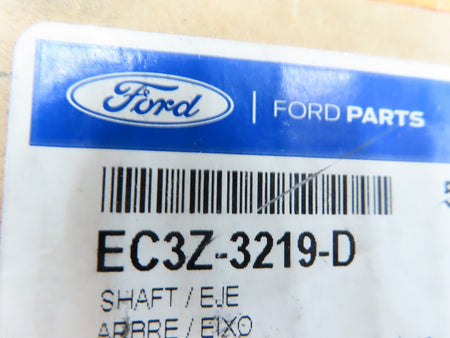 Ford | FORD PARTS
EC3Z-3219-D
SHAFT / EJE
ARBRE / EIXO